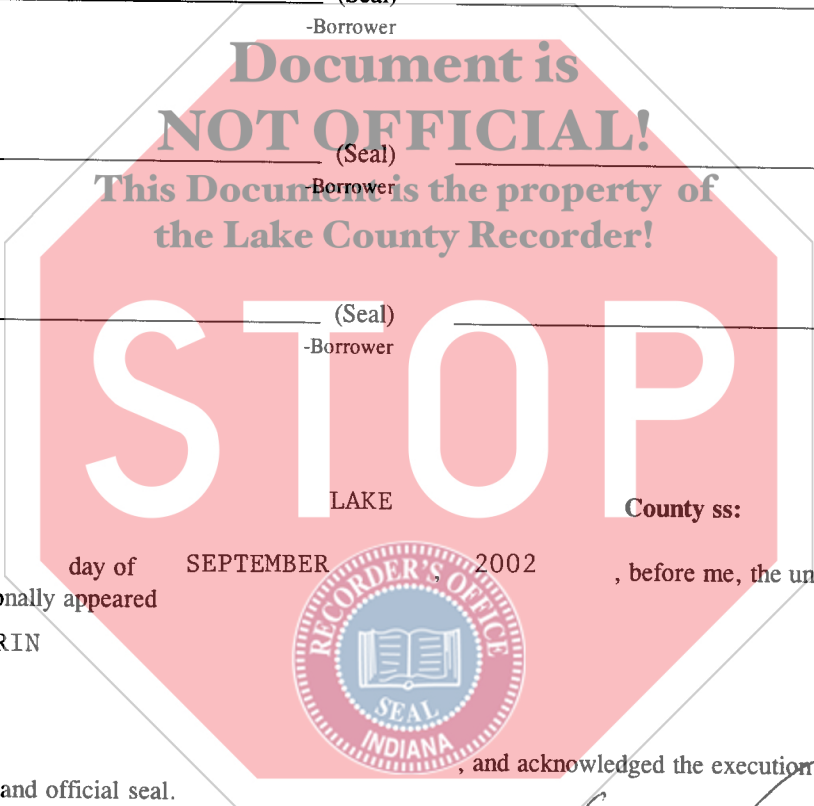 (Seal)
-Borrower
Document is
NOT OFFICIAL!
(Seal)
This Document is the property of
-Borrower
the Lake County Recorder!
(Seal)
-Borrower
STOP
LAKE County ss:
day of SEPTEMBER, 2002, before me, the un
onally appeared
RIN
RECORDER'S OFFICE
SEAL
INDIANA
, and acknowledged the execution
and official seal.